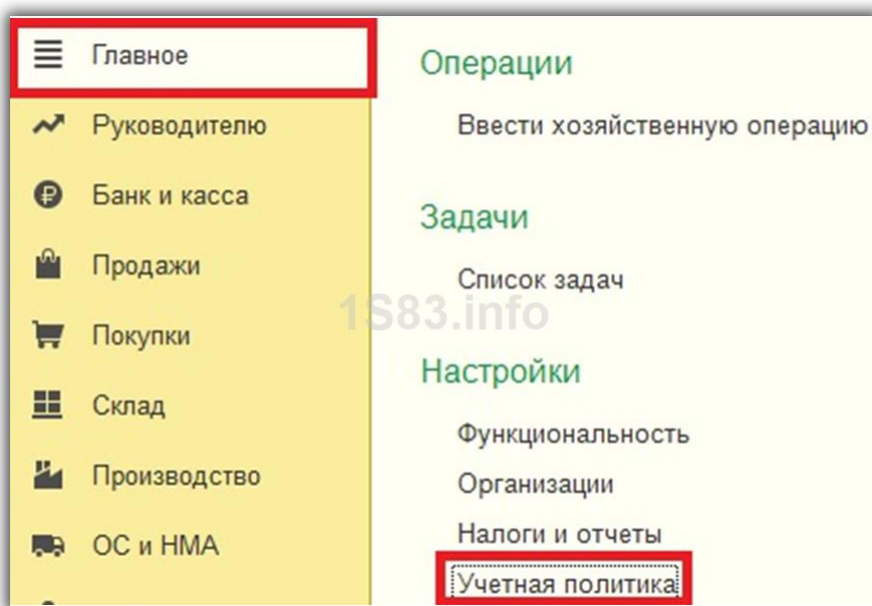 Главное
Руководителю
Банк и касса
Продажи
Покупки
Склад
Производство
ОС и НМА
Операции
Ввести хозяйственную операцию
Задачи
Список задач
1S83.info
Настройки
Функциональность
Организации
Налоги и отчеты
Учетная политика